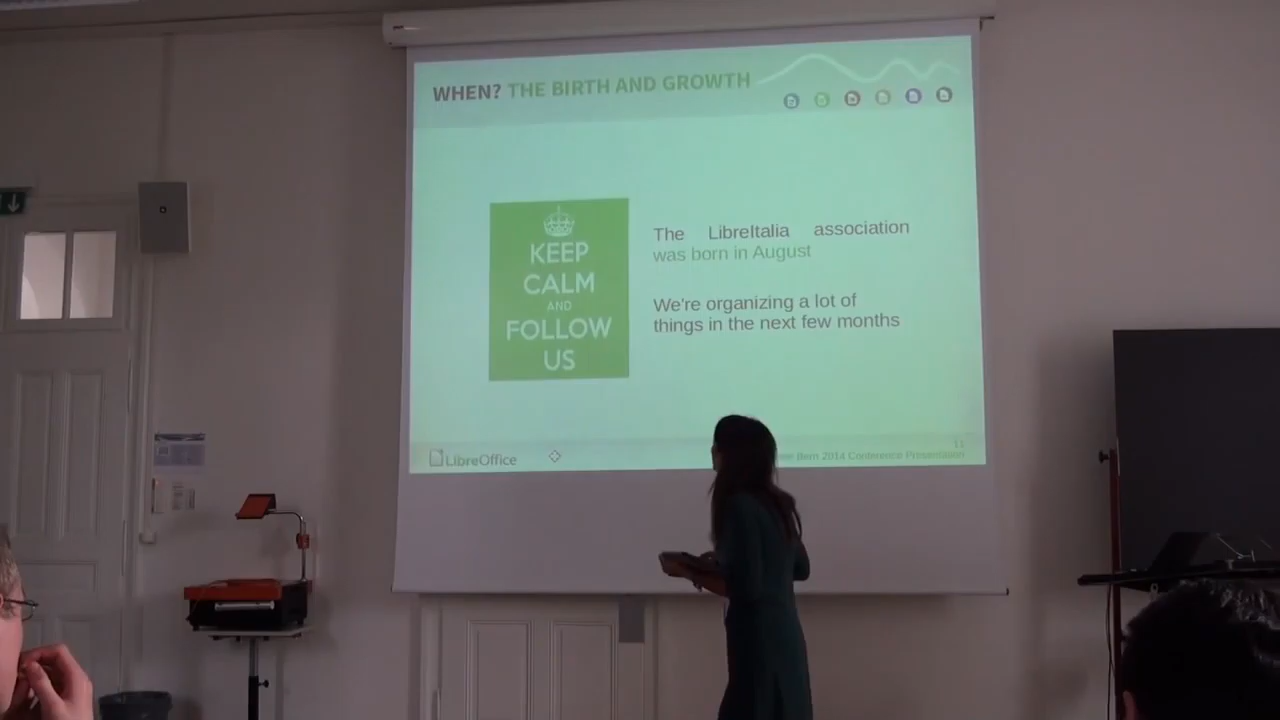 WHEN? THE BIRTH AND GROWTH
KEEP
CALM
AND
FOLLOW
US
The LibreItalia association
was born in August
We're organizing a lot of
things in the next few months
11
LibreOffice
Bern 2014 Conference Presentation